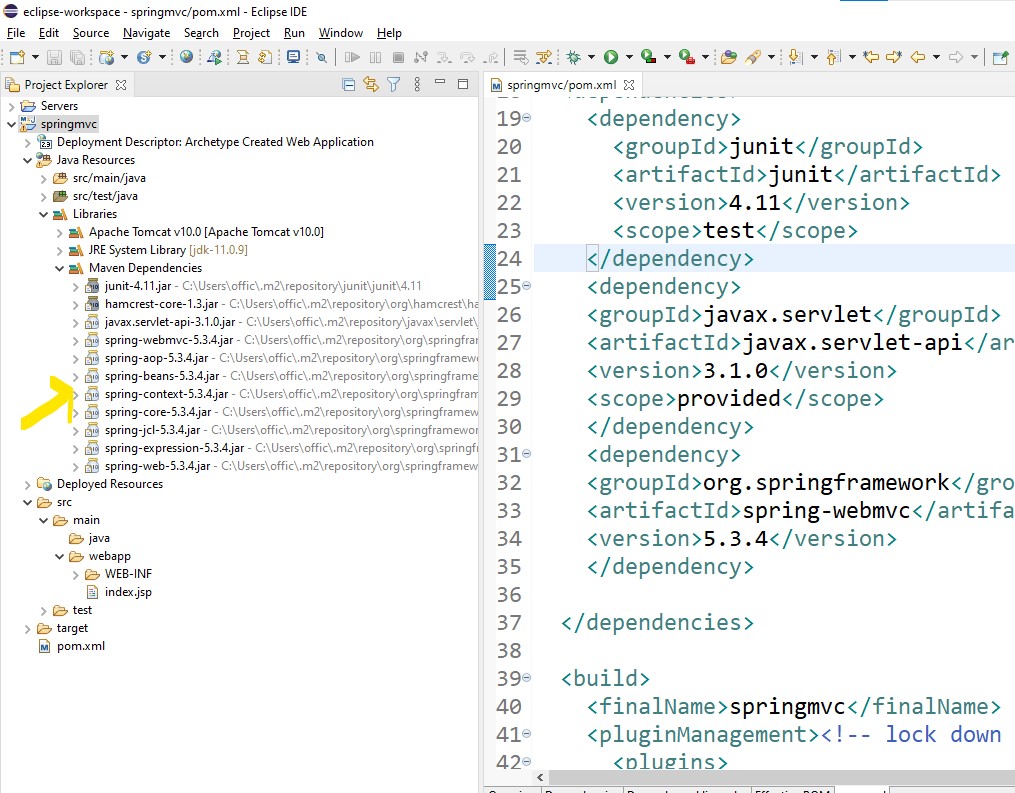 eclipse-workspace - springmvc/pom.xml - Eclipse IDE
File Edit Source Navigate Search Project Run Window Help
Project Explorer
Servers
springmvc
Deployment Descriptor: Archetype Created Web Application
Java Resources
src/main/java
src/test/java
Libraries
Apache Tomcat v10.0 [Apache Tomcat v10.0]
JRE System Library [jdk-11.0.9]
Maven Dependencies
junit-4.11.jar - C:\Users\offic\.m2\repository\junit\junit\4.11
hamcrest-core-1.3.jar - C:\Users\offic\.m2\repository\org\hamcrest\ha
javax.servlet-api-3.1.0.jar - C:\Users\offic\.m2\repository\javax\servlet\
spring-webmvc-5.3.4.jar - C:\Users\offic\.m2\repository\org\springfr
spring-aop-5.3.4.jar - C:\Users\offic\.m2\repository\org\springframew
spring-beans-5.3.4.jar - C:\Users\offic\.m2\repository\org\springframe
spring-context-5.3.4.jar - C:\Users\offic\.m2\repository\org\springfra
spring-core-5.3.4.jar - C:\Users\offic\.m2\repository\org\springframew
spring-jcl-5.3.4.jar - C:\Users\offic\.m2\repository\org\springframewor
spring-expression-5.3.4.jar - C:\Users\offic\.m2\repository\org\spring
spring-web-5.3.4.jar - C:\Users\offic\.m2\repository\org\springframew
Deployed Resources
src
main
java
webapp
WEB-INF
index.jsp
test
target
pom.xml
springmvc/pom.xml
19 <dependency>
20 <groupId>junit</groupId>
21 <artifactId>junit</artifactId>
22 <version>4.11</version>
23 <scope>test</scope>
24 </dependency>
25 <dependency>
26 <groupId>javax.servlet</groupId>
27 <artifactId>javax.servlet-api</ar
28 <version>3.1.0</version>
29 <scope>provided</scope>
30 </dependency>
31 <dependency>
32 <groupId>org.springframework</gro
33 <artifactId>spring-webmvc</artifa
34 <version>5.3.4</version>
35 </dependency>
36
37 </dependencies>
38
39 <build>
40 <finalName>springmvc</finalName>
41 <pluginManagement><!-- lock down
42 <plugins>